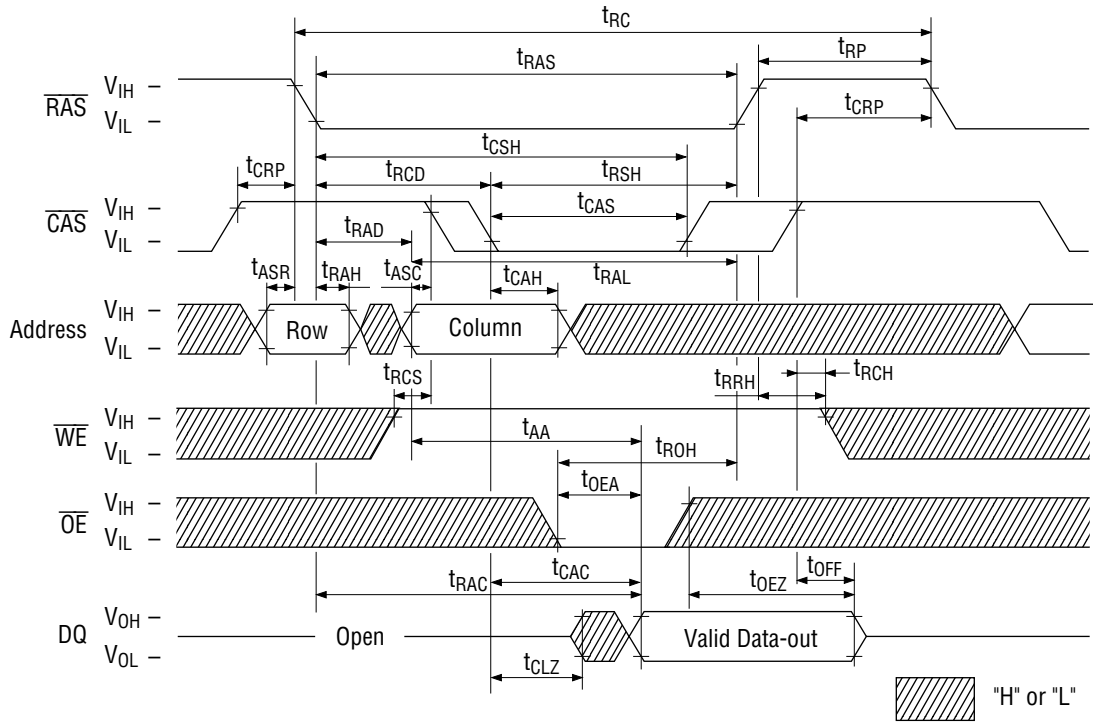 tRC
tRP
tRAS
RAS VIH
VIL
tCRP
tCSH
tCRP tRCD tRSH
CAS VIH
VIL
tCAS
tRAD
tRAL
tASR tRAH tASC tCAH
Address VIH
VIL
Row Column
tRCS tRRH tRCH
WE VIH
VIL
tAA
tROH
tOEA
OE VIH
VIL
tCAC tOFF
tRAC tOEZ
DQ VOH
VOL
Open Valid Data-out
tCLZ
"H" or "L"